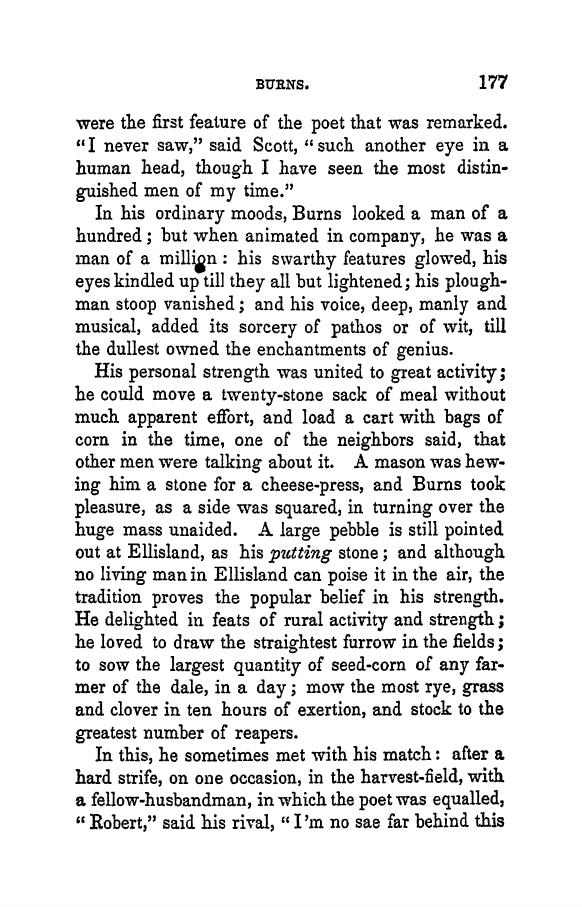 BURNS. 177
were the first feature of the poet that was remarked.
"I never saw," said Scott, "such another eye in a
human head, though I have seen the most distin-
guished men of my time."
In his ordinary moods, Burns looked a man of a
hundred; but when animated in company, he was a
man of a million: his swarthy features glowed, his
eyes kindled up till they all but lightened; his plough-
man stoop vanished; and his voice, deep, manly and
musical, added its sorcery of pathos or of wit, till
the dullest owned the enchantments of genius.
His personal strength was united to great activity;
he could move a twenty-stone sack of meal without
much apparent effort, and load a cart with bags of
corn in the time, one of the neighbors said, that
other men were talking about it. A mason was hew-
ing him a stone for a cheese-press, and Burns took
pleasure, as a side was squared, in turning over the
huge mass unaided. A large pebble is still pointed
out at Ellisland, as his putting stone; and although
no living man in Ellisland can poise it in the air, the
tradition proves the popular belief in his strength.
He delighted in feats of rural activity and strength;
he loved to draw the straightest furrow in the fields;
to sow the largest quantity of seed-corn of any far-
mer of the dale, in a day; mow the most rye, grass
and clover in ten hours of exertion, and stock to the
greatest number of reapers.
In this, he sometimes met with his match: after a
hard strife, on one occasion, in the harvest-field, with
a fellow-husbandman, in which the poet was equalled,
"Robert," said his rival, "I'm no sae far behind this